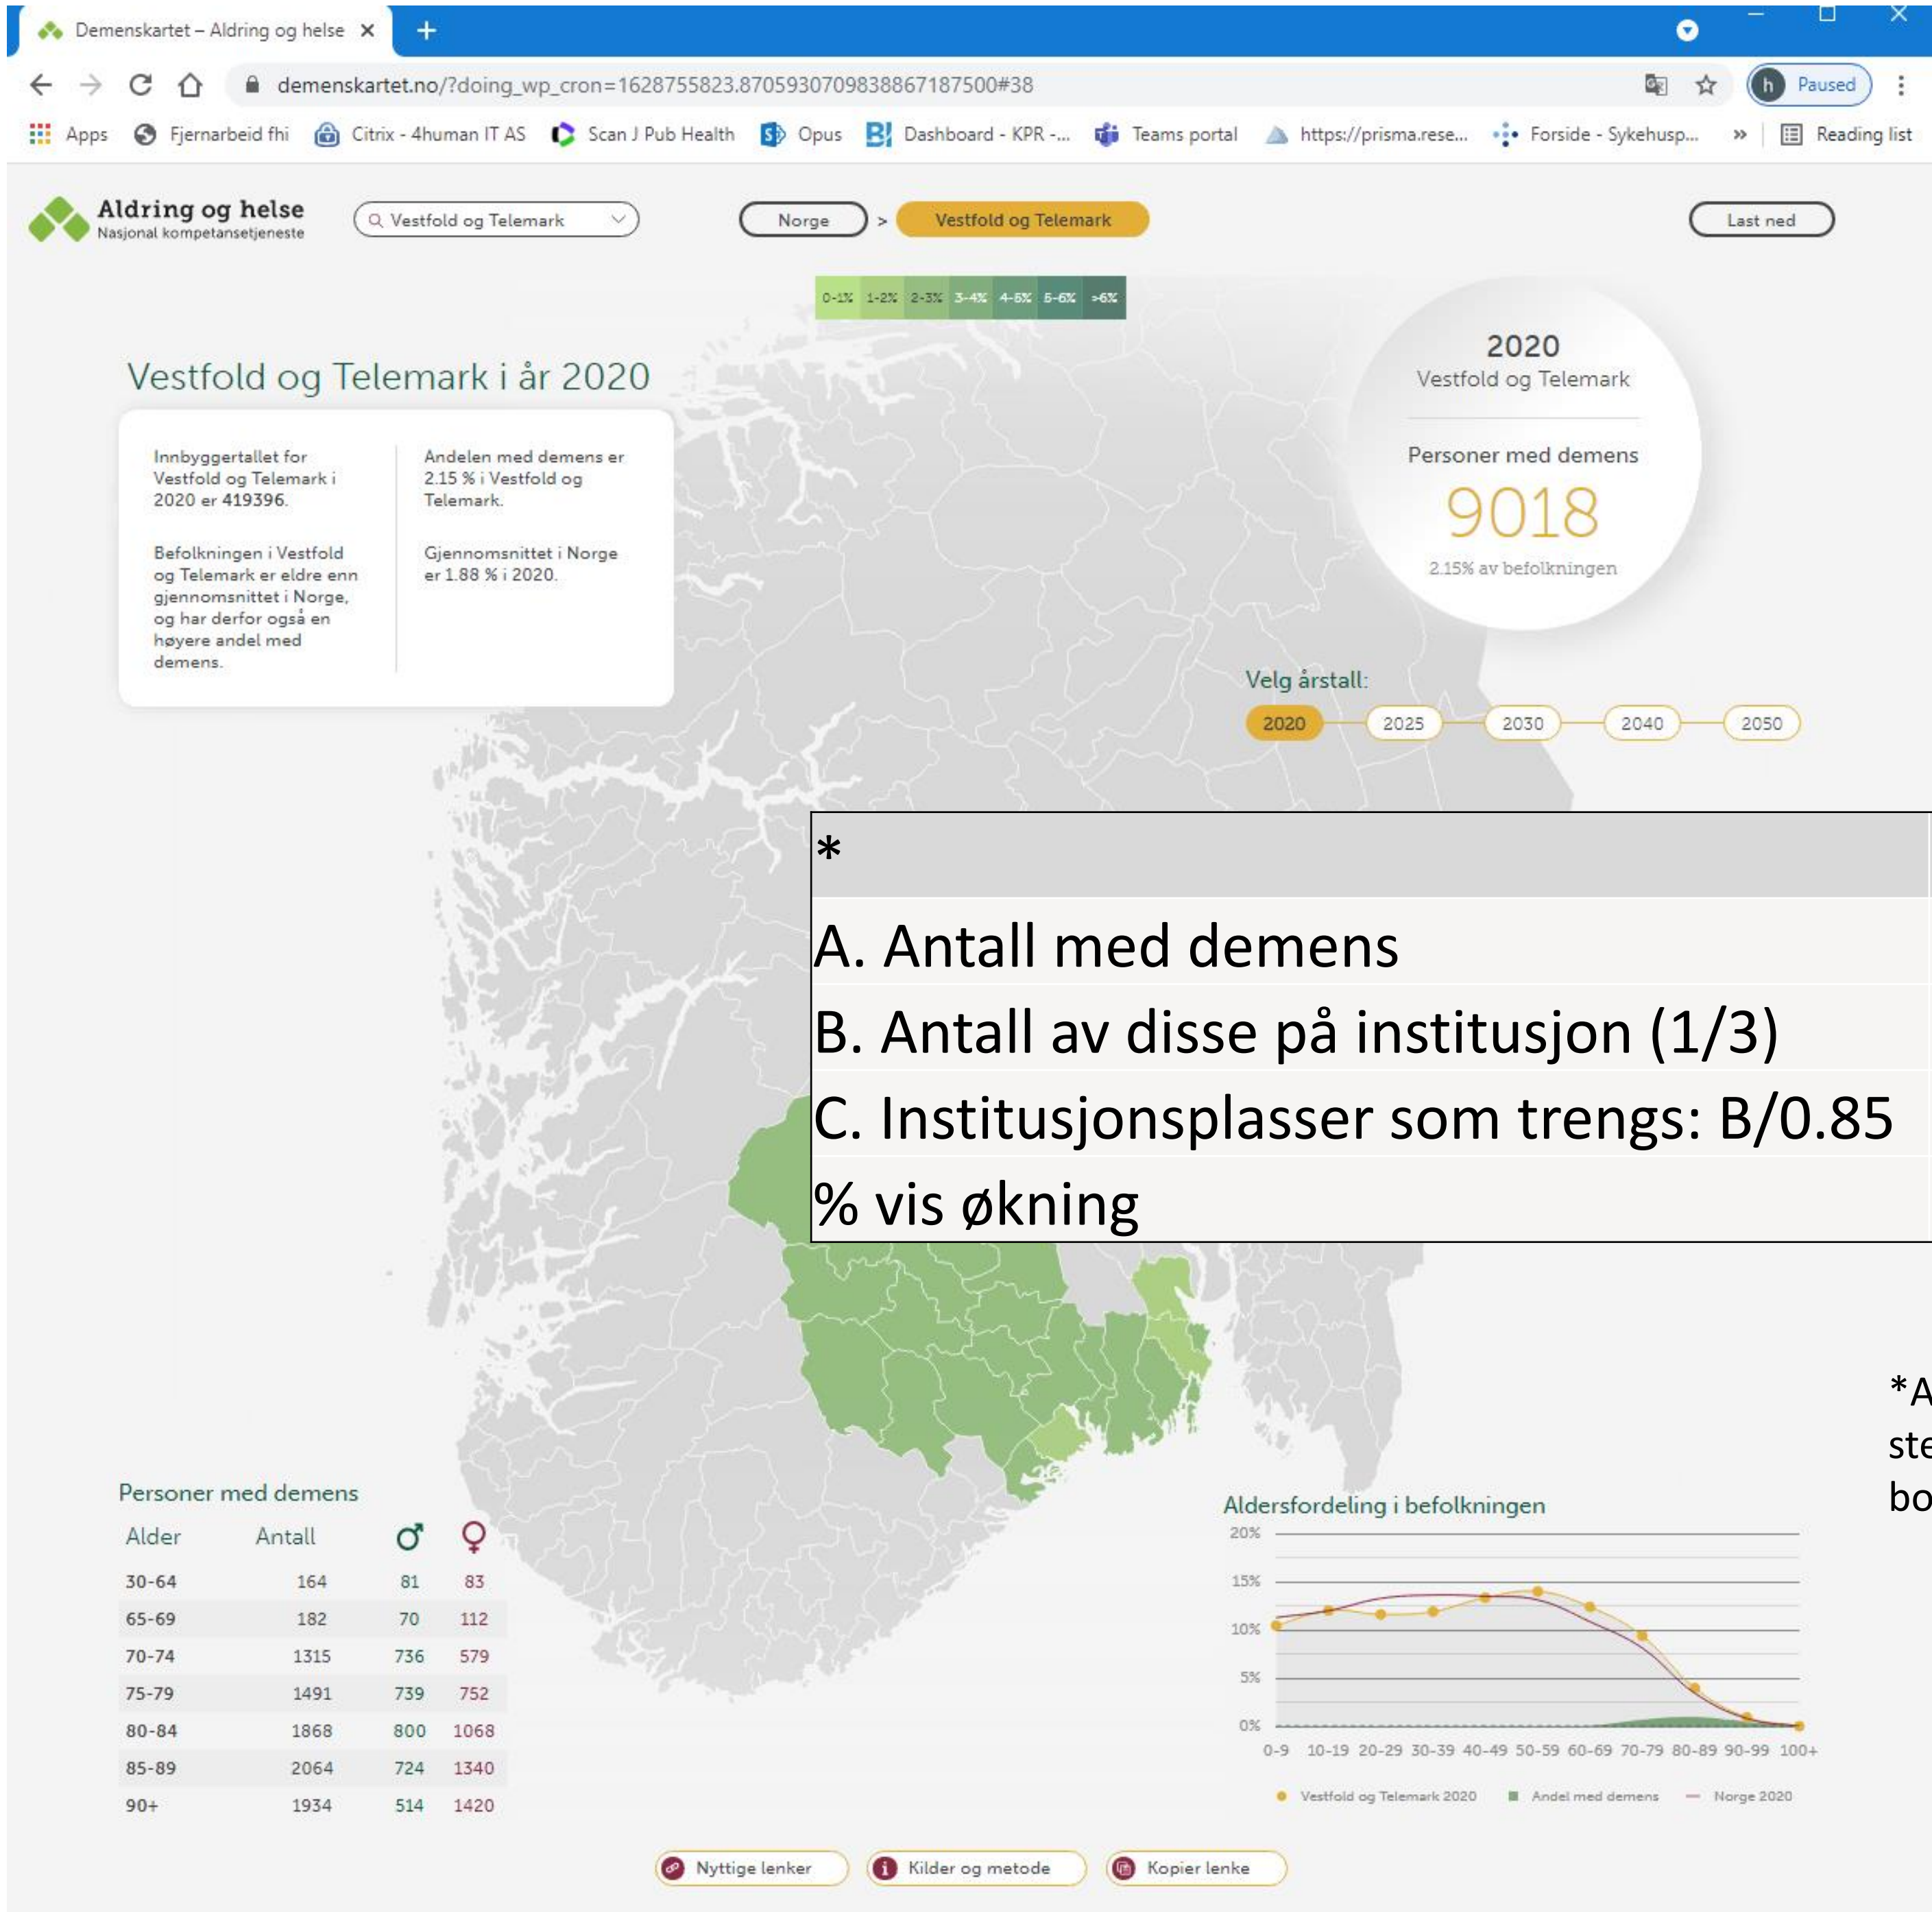 Demenskartet – Aldring og helse
demenskartet.no/?doing_wp_cron=1628755823.8705930709838867187500#38
h Paused
Apps Fjernarbeid fhi Citrix - 4human IT AS Scan J Pub Health Opus Dashboard - KPR -... Teams portal https://prisma.rese... Forside - Sykehusp... » Reading list
Aldring og helse
Nasjonal kompetansetjeneste
Vestfold og Telemark
Norge > Vestfold og Telemark
Last ned
0-1% 1-2% 2-3% 3-4% 4-5% 5-6% >6%
Vestfold og Telemark i år 2020
Innbyggertallet for
Vestfold og Telemark i
2020 er 419396.
Befolkningen i Vestfold
og Telemark er eldre enn
gjennomsnittet i Norge,
og har derfor også en
høyere andel med
demens.
Andelen med demens er
2.15 % i Vestfold og
Telemark.
Gjennomsnittet i Norge
er 1.88 % i 2020.
2020
Vestfold og Telemark
Personer med demens
9018
2.15% av befolkningen
Velg årstall:
2020 2025 2030 2040 2050
*
A. Antall med demens
B. Antall av disse på institusjon (1/3)
C. Institusjonsplasser som trengs: B/0.85
% vis økning
*A
ste
bo
Personer med demens
Alder Antall ♂ ♀
30-64 164 81 83
65-69 182 70 112
70-74 1315 736 579
75-79 1491 739 752
80-84 1868 800 1068
85-89 2064 724 1340
90+ 1934 514 1420
Aldersfordeling i befolkningen
20%
15%
10%
5%
0%
0-9 10-19 20-29 30-39 40-49 50-59 60-69 70-79 80-89 90-99 100+
Vestfold og Telemark 2020 Andel med demens Norge 2020
Nyttige lenker Kilder og metode Kopier lenke